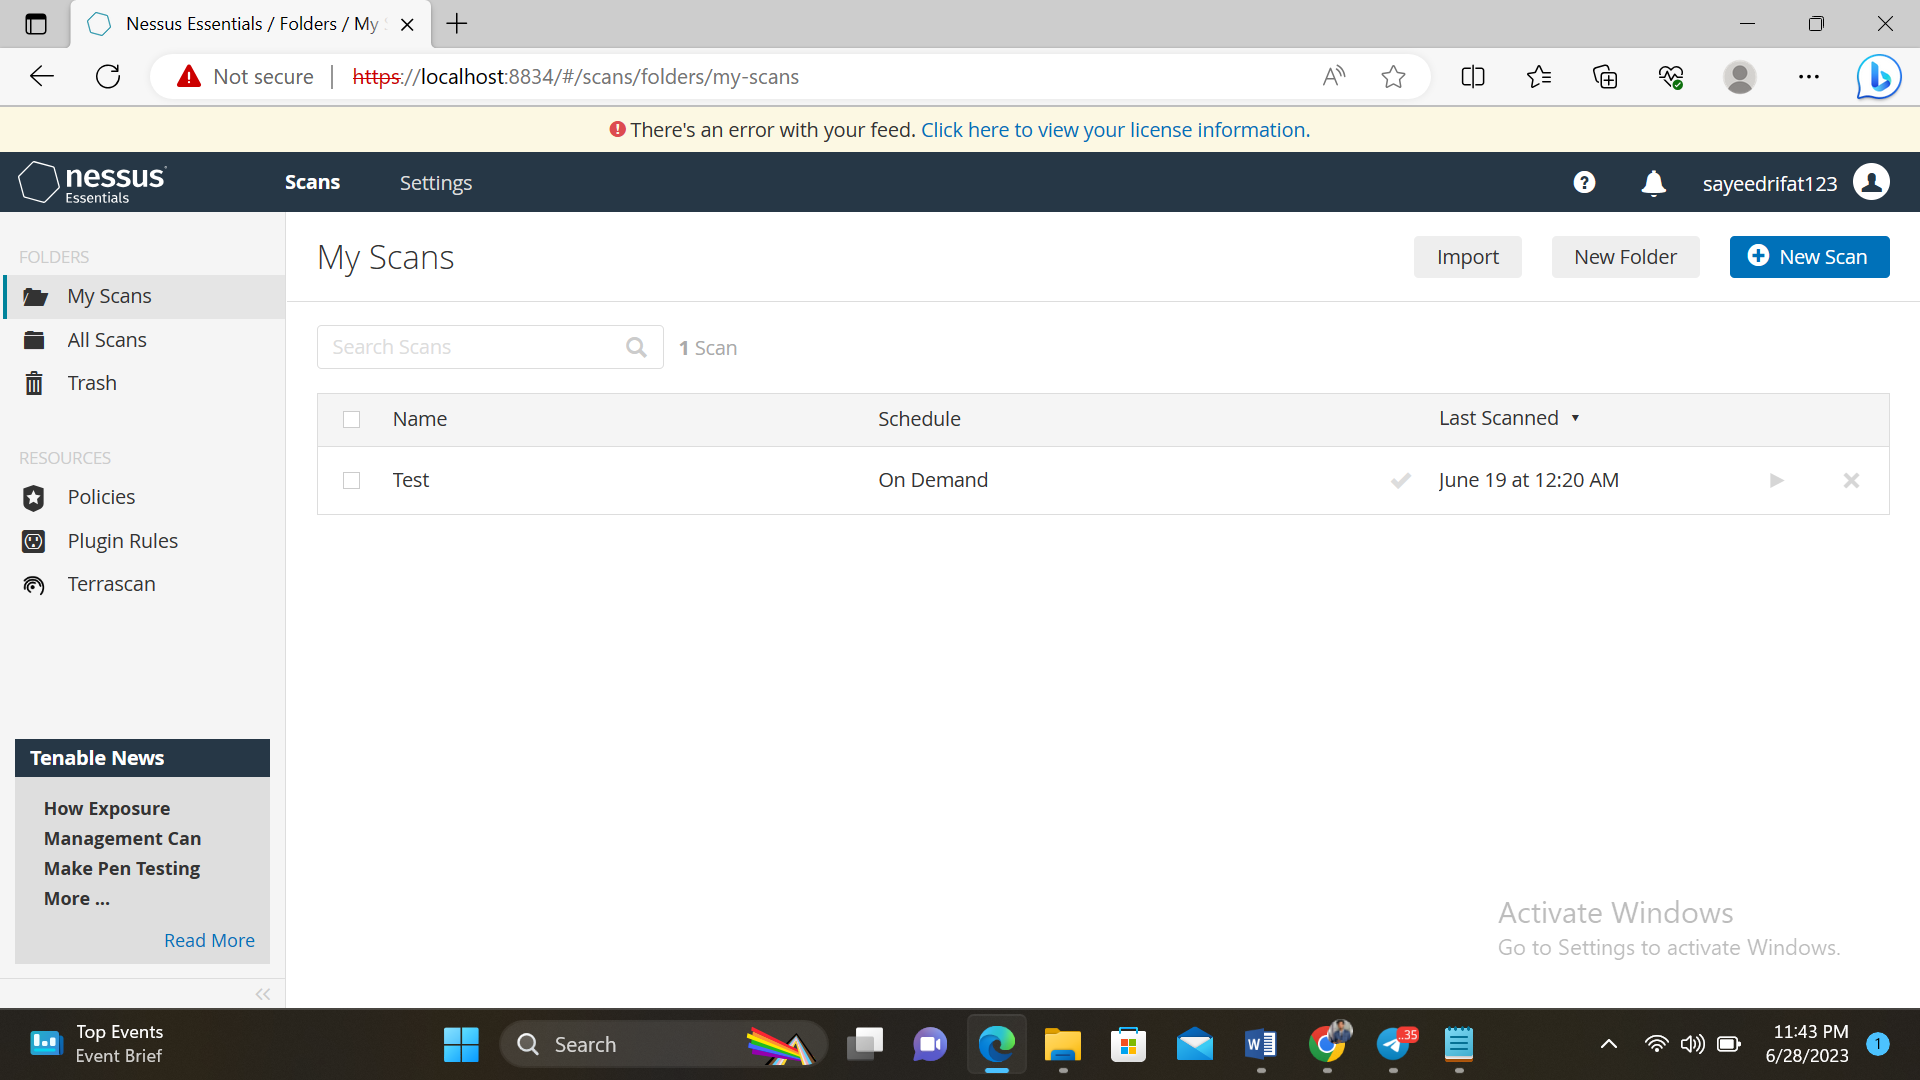 Nessus Essentials / Folders / My
Not secure
https://localhost:8834/#/scans/folders/my-scans
There's an error with your feed. Click here to view your license information.
nessus
Essentials
Scans
Settings
sayeedrifat123
FOLDERS
My Scans
All Scans
Trash
RESOURCES
Policies
Plugin Rules
Terrascan
Tenable News
How Exposure
Management Can
Make Pen Testing
More ...
Read More
My Scans
Import
New Folder
New Scan
Search Scans
1 Scan
Name
Schedule
Last Scanned
Test
On Demand
June 19 at 12:20 AM
Activate Windows
Go to Settings to activate Windows.
Top Events
Event Brief
Search
..35
11:43 PM
6/28/2023
1